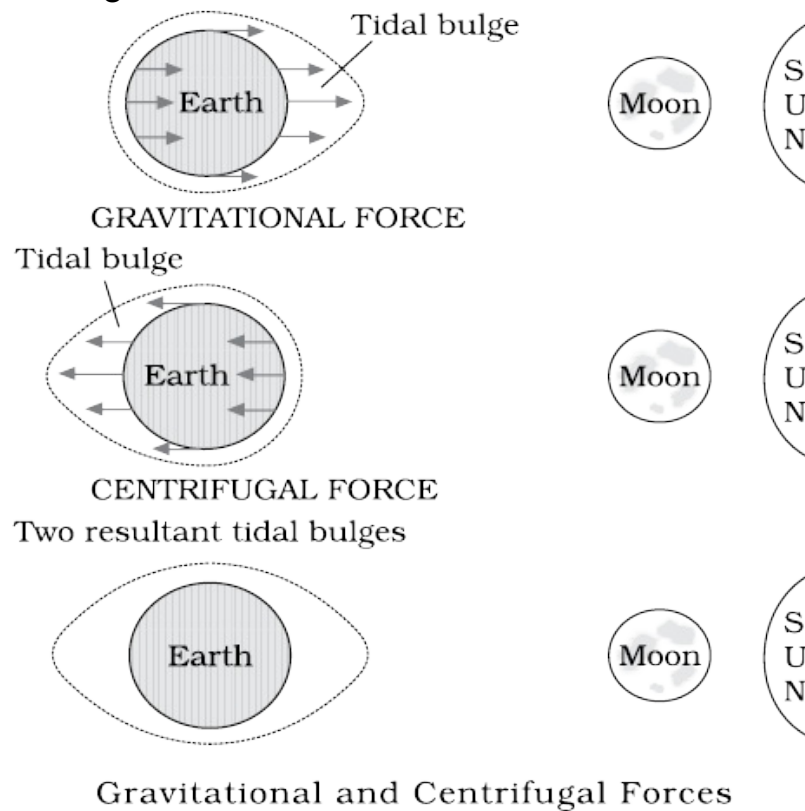 Tidal bulge
Earth
Moon
S
U
N
GRAVITATIONAL FORCE
Tidal bulge
Earth
Moon
S
U
N
CENTRIFUGAL FORCE
Two resultant tidal bulges
Earth
Moon
S
U
N
Gravitational and Centrifugal Forces